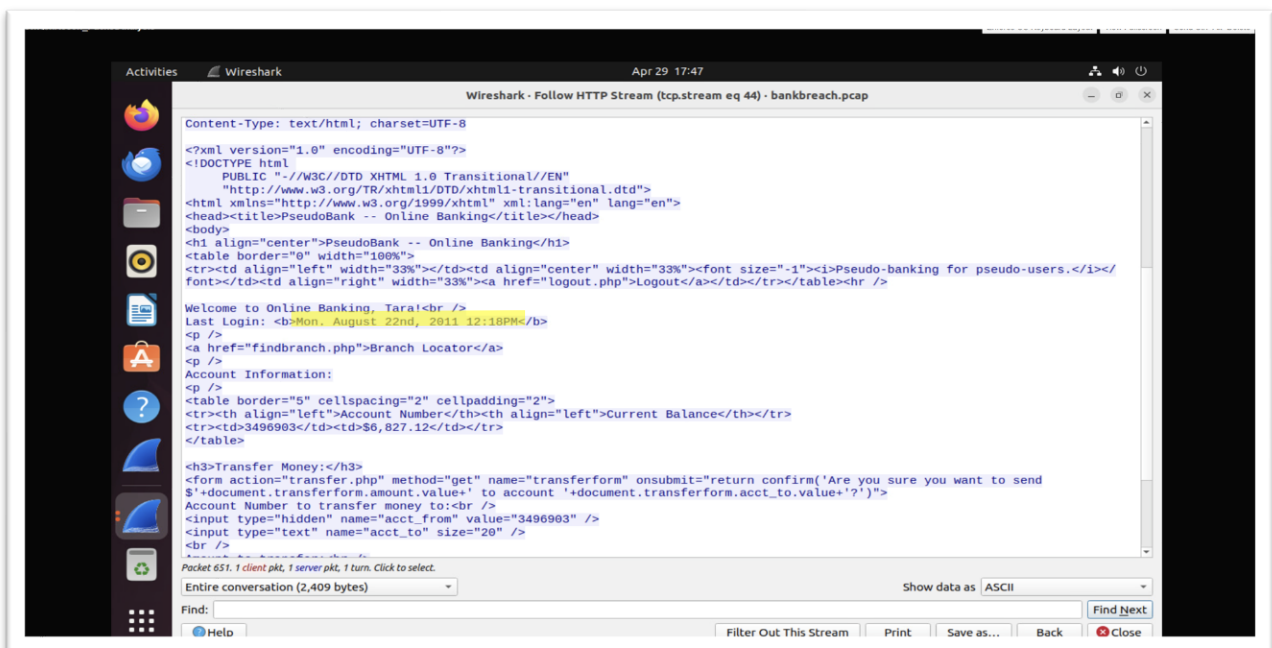 Activities Wireshark Apr 29 17:47
Wireshark · Follow HTTP Stream (tcp.stream eq 44) · bankbreach.pcap
Content-Type: text/html; charset=UTF-8
<?xml version="1.0" encoding="UTF-8"?>
<!DOCTYPE html
PUBLIC "-//W3C//DTD XHTML 1.0 Transitional//EN"
"http://www.w3.org/TR/xhtml1/DTD/xhtml1-transitional.dtd">
<html xmlns="http://www.w3.org/1999/xhtml" xml:lang="en" lang="en">
<head><title>PseudoBank -- Online Banking</title></head>
<body>
<h1 align="center">PseudoBank -- Online Banking</h1>
<table border="0" width="100%">
<tr><td align="left" width="33%"></td><td align="center" width="33%"><font size="-1"><i>Pseudo-banking for pseudo-users.</i></
font></td><td align="right" width="33%"><a href="logout.php">Logout</a></td></tr></table><hr />
Welcome to Online Banking, Tara!<br />
Last Login: <b>Mon. August 22nd, 2011 12:18PM</b>
<p />
<a href="findbranch.php">Branch Locator</a>
<p />
Account Information:
<p />
<table border="5" cellspacing="2" cellpadding="2">
<tr><th align="left">Account Number</th><th align="left">Current Balance</th></tr>
<tr><td>3496903</td><td>$6,827.12</td></tr>
</table>
<h3>Transfer Money:</h3>
<form action="transfer.php" method="get" name="transferform" onsubmit="return confirm('Are you sure you want to send
$'+document.transferform.amount.value+' to account '+document.transferform.acct_to.value+'?')">
Account Number to transfer money to:<br />
<input type="hidden" name="acct_from" value="3496903" />
<input type="text" name="acct_to" size="20" />
<br />
Packet 651. 1 client pkt, 1 server pkt, 1 turn. Click to select.
Entire conversation (2,409 bytes) Show data as ASCII
Find: Find Next
Help Filter Out This Stream Print Save as... Back Close